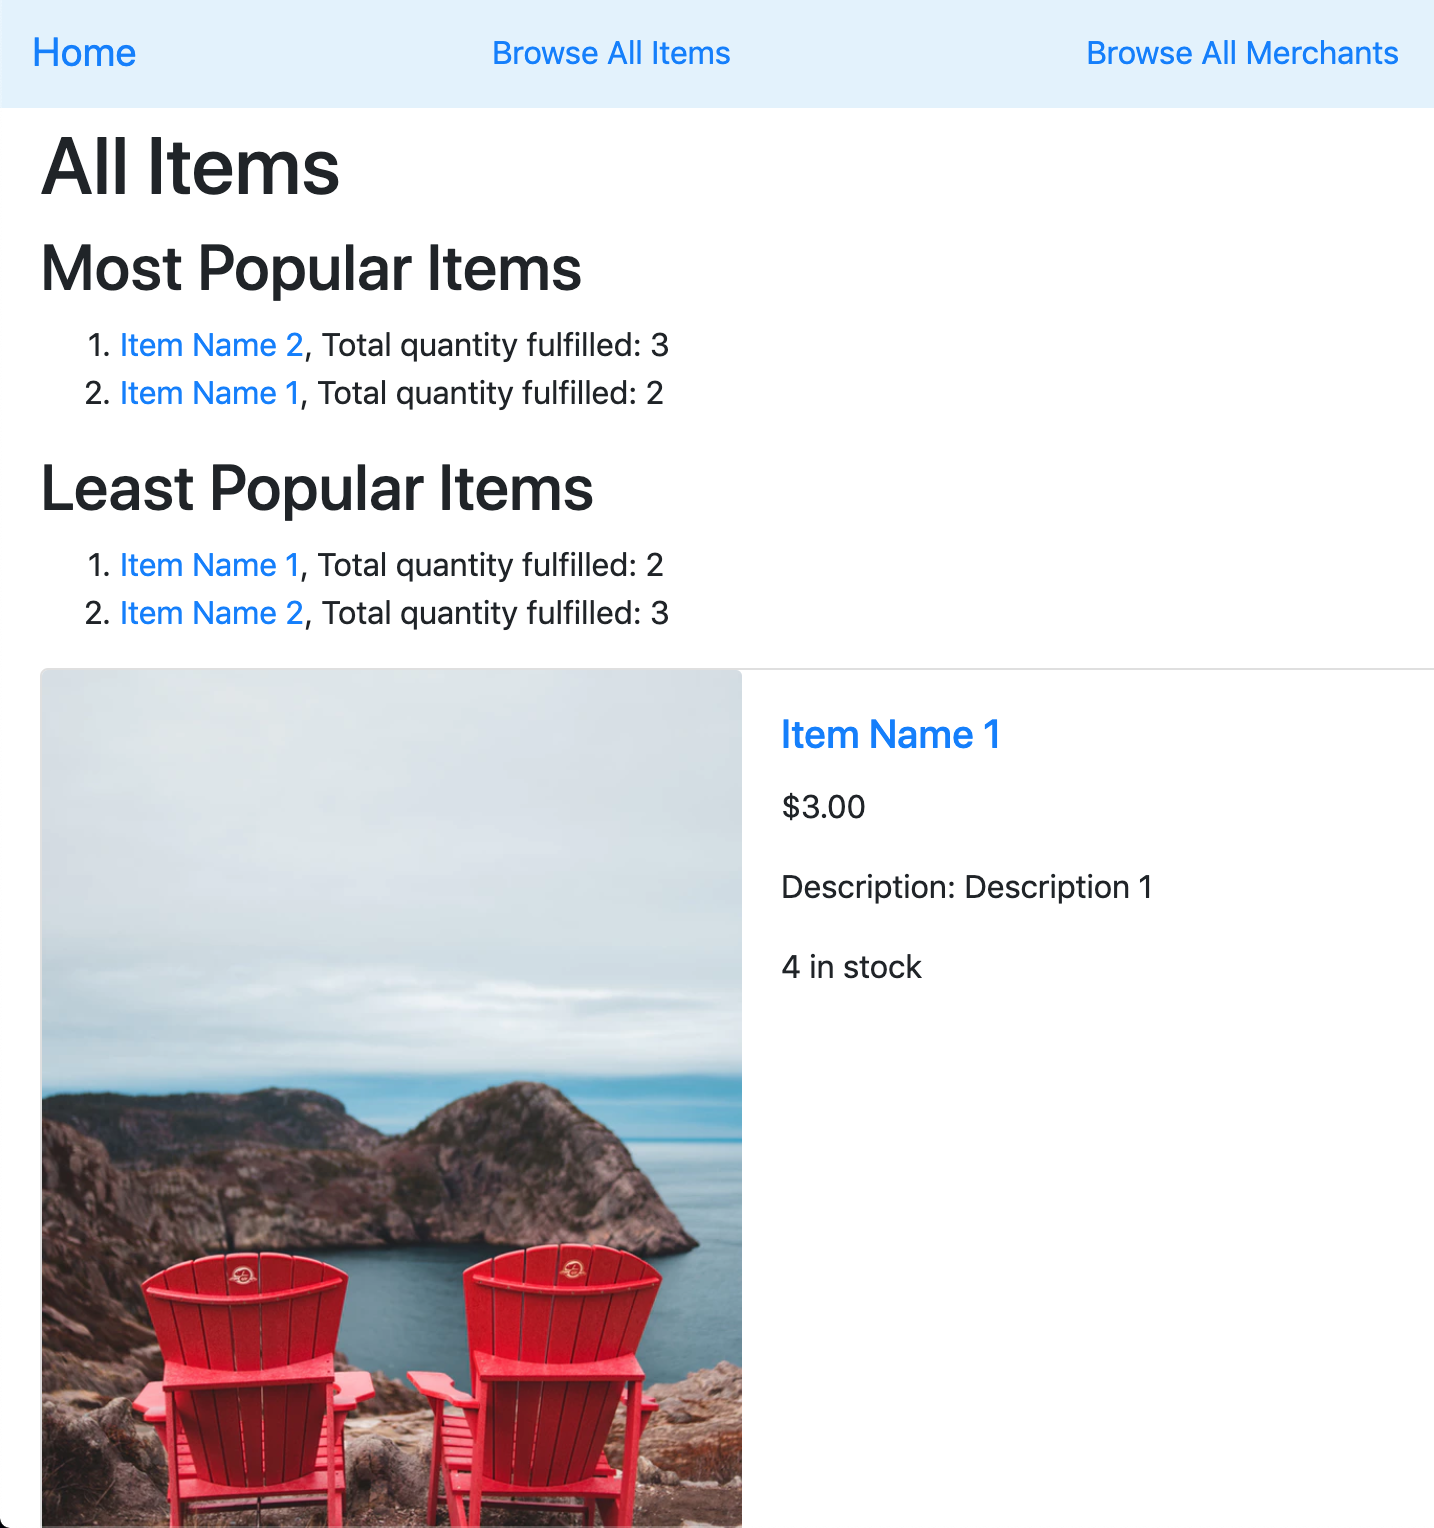 Home Browse All Items Browse All Merchants
All Items
Most Popular Items
1. Item Name 2, Total quantity fulfilled: 3
2. Item Name 1, Total quantity fulfilled: 2
Least Popular Items
1. Item Name 1, Total quantity fulfilled: 2
2. Item Name 2, Total quantity fulfilled: 3
Item Name 1
$3.00
Description: Description 1
4 in stock